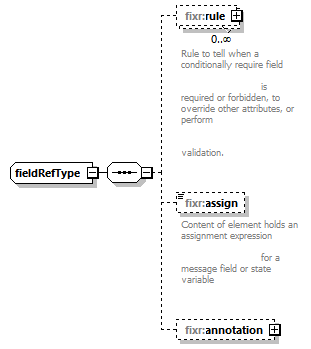 fixr:rule
0..∞
Rule to tell when a
conditionally require field
is
required or forbidden, to
override other attributes, or
perform
validation.
fieldRefType
fixr:assign
Content of element holds an
assignment expression
for a
message field or state
variable
fixr:annotation